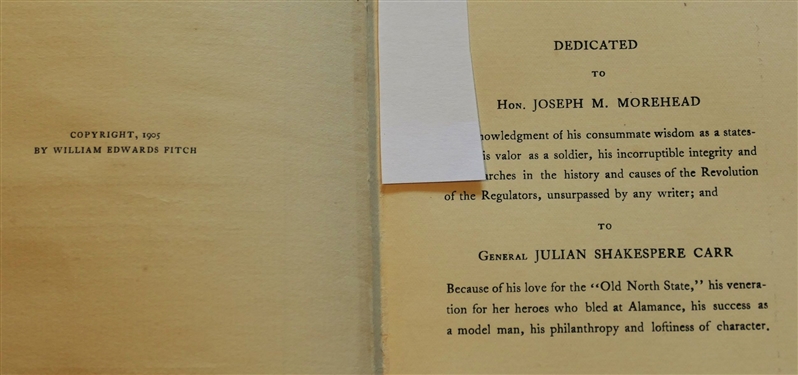 COPYRIGHT, 1905
BY WILLIAM EDWARDS FITCH
DEDICATED
TO
HON. JOSEPH M. MOREHEAD
of his consummate wisdom as a states-
valor as a soldier, his incorruptible integrity and
in the history and causes of the Revolution
of the Regulators, unsurpassed by any writer; and
TO
GENERAL JULIAN SHAKESPERE CARR
Because of his love for the “Old North State,” his venera-
tion for her heroes who bled at Alamance, his success as
a model man, his philanthropy and loftiness of character.